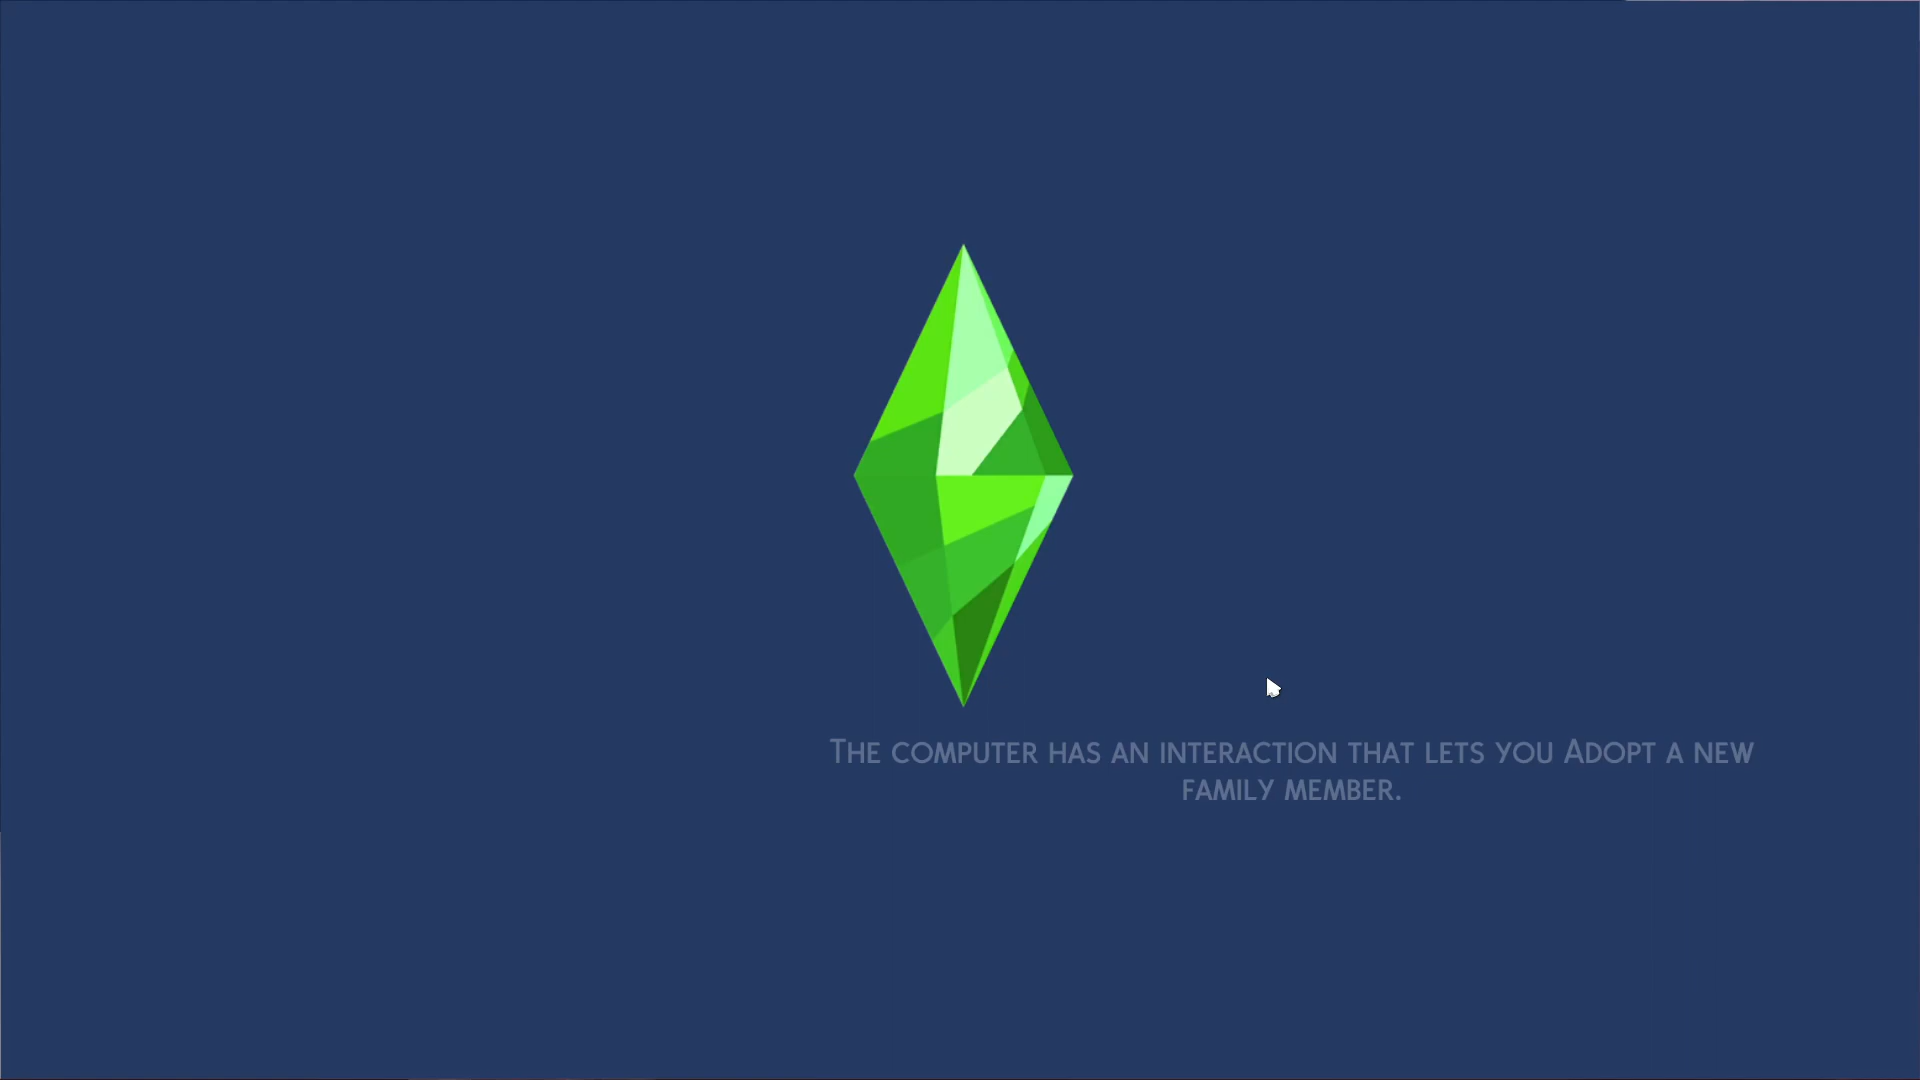 The computer has an interaction that lets you Adopt a new
family member.